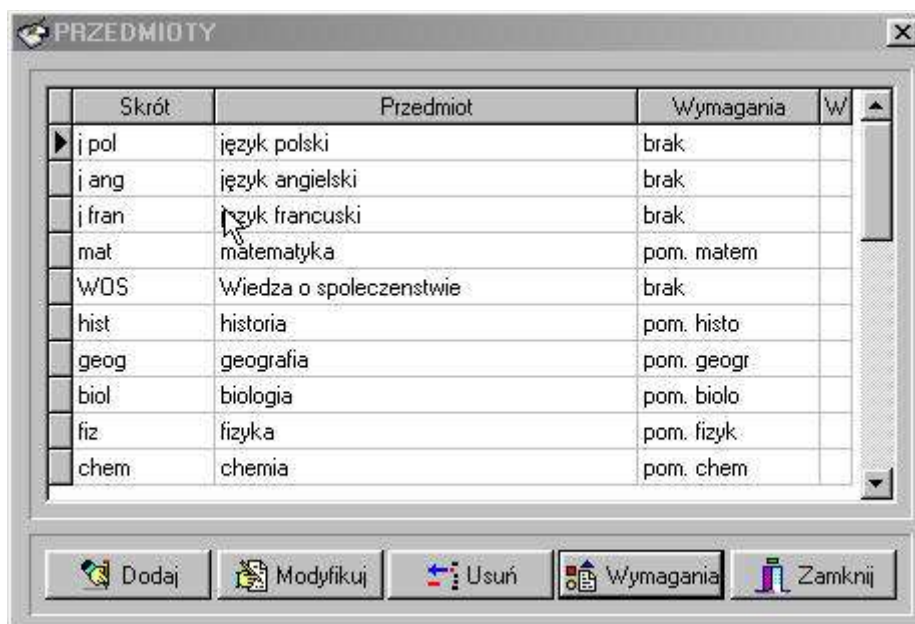 PRZEDMIOTY
Skrót Przedmiot Wymagania W
j pol język polski brak
j ang język angielski brak
j fran język francuski brak
mat matematyka pom. matem
WOS Wiedza o spoleczenstwie brak
hist historia pom. histo
geog geografia pom. geogr
biol biologia pom. biolo
fiz fizyka pom. fizyk
chem chemia pom. chem
Dodaj Modyfikuj Usuń Wymagania Zamknij